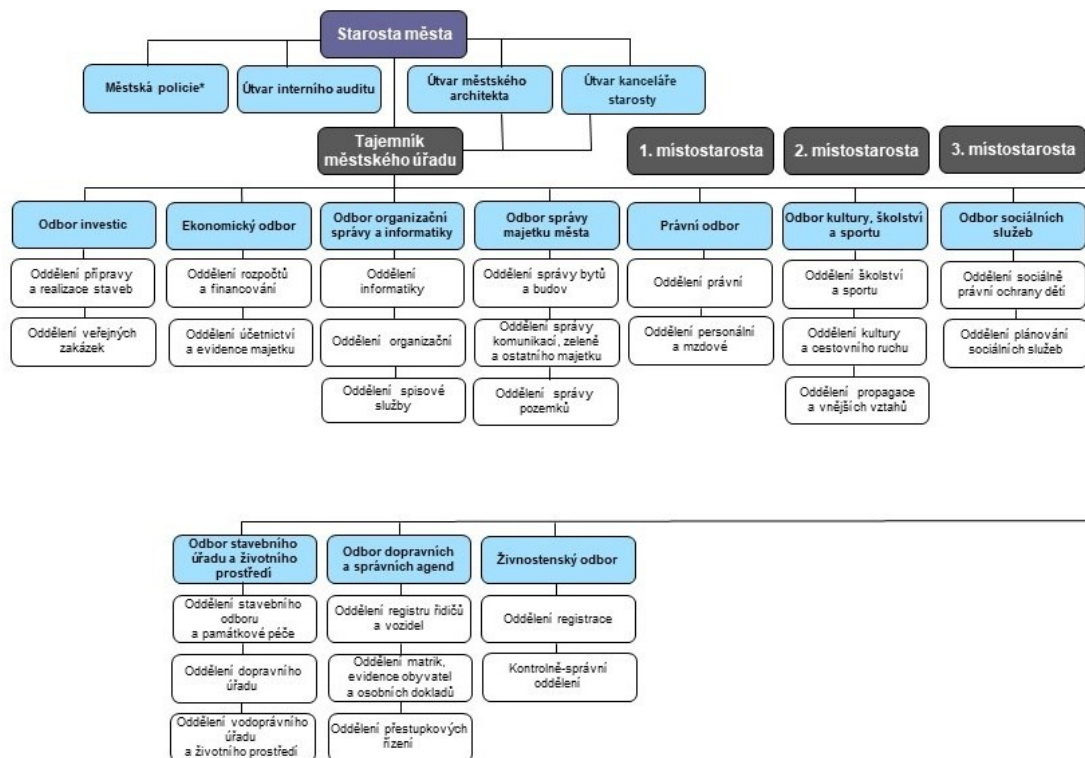 Starosta města
Městská policie*
Útvar interního auditu
Útvar městského
architekta
Útvar kanceláře
starosty
Tajemník
městského úřadu
1. místostarosta
2. místostarosta
3. místostarosta
Odbor investic
Ekonomický odbor
Odbor organizační
správy a informatiky
Odbor správy
majetku města
Právní odbor
Odbor kultury, školství
a sportu
Odbor sociálních
služeb
Oddělení přípravy
a realizace staveb
Oddělení rozpočtů
a financování
Oddělení
informatiky
Oddělení správy bytů
a budov
Oddělení právní
Oddělení školství
a sportu
Oddělení sociálně
právní ochrany dětí
Oddělení veřejných
zakázek
Oddělení účetnictví
a evidence majetku
Oddělení organizační
Oddělení správy
komunikací, zeleně
a ostatního majetku
Oddělení personální
a mzdové
Oddělení kultury
a cestovního ruchu
Oddělení plánování
sociálních služeb
Oddělení spisové
služby
Oddělení správy
pozemků
Oddělení propagace
a vnějších vztahů
Odbor stavebního
úřadu a životního
prostředí
Odbor dopravních
a správních agend
Živnostenský odbor
Oddělení stavebního
odboru
a památkové péče
Oddělení registru řidičů
a vozidel
Oddělení registrace
Oddělení dopravního
úřadu
Oddělení matrik,
evidence obyvatel
a osobních dokladů
Kontrolně-správní
oddělení
Oddělení vodoprávního
úřadu
a životního prostředí
Oddělení přestupkových
řízení